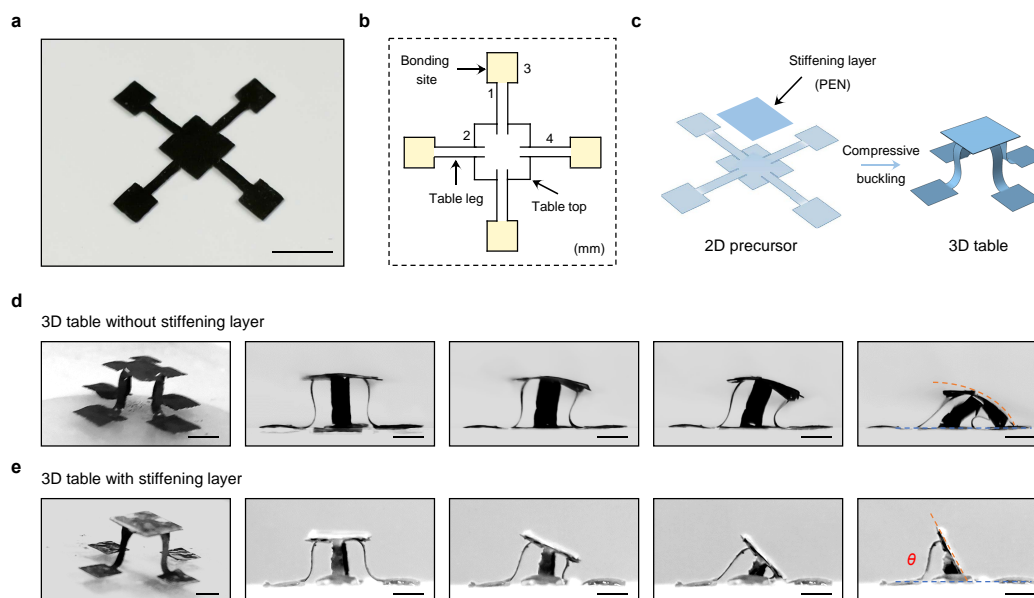 a
b
c
Bonding
site
3
1
2
4
Table leg
Table top
(mm)
Stiffening layer
(PEN)
Compressive
buckling
2D precursor
3D table
d
3D table without stiffening layer
e
3D table with stiffening layer
θ